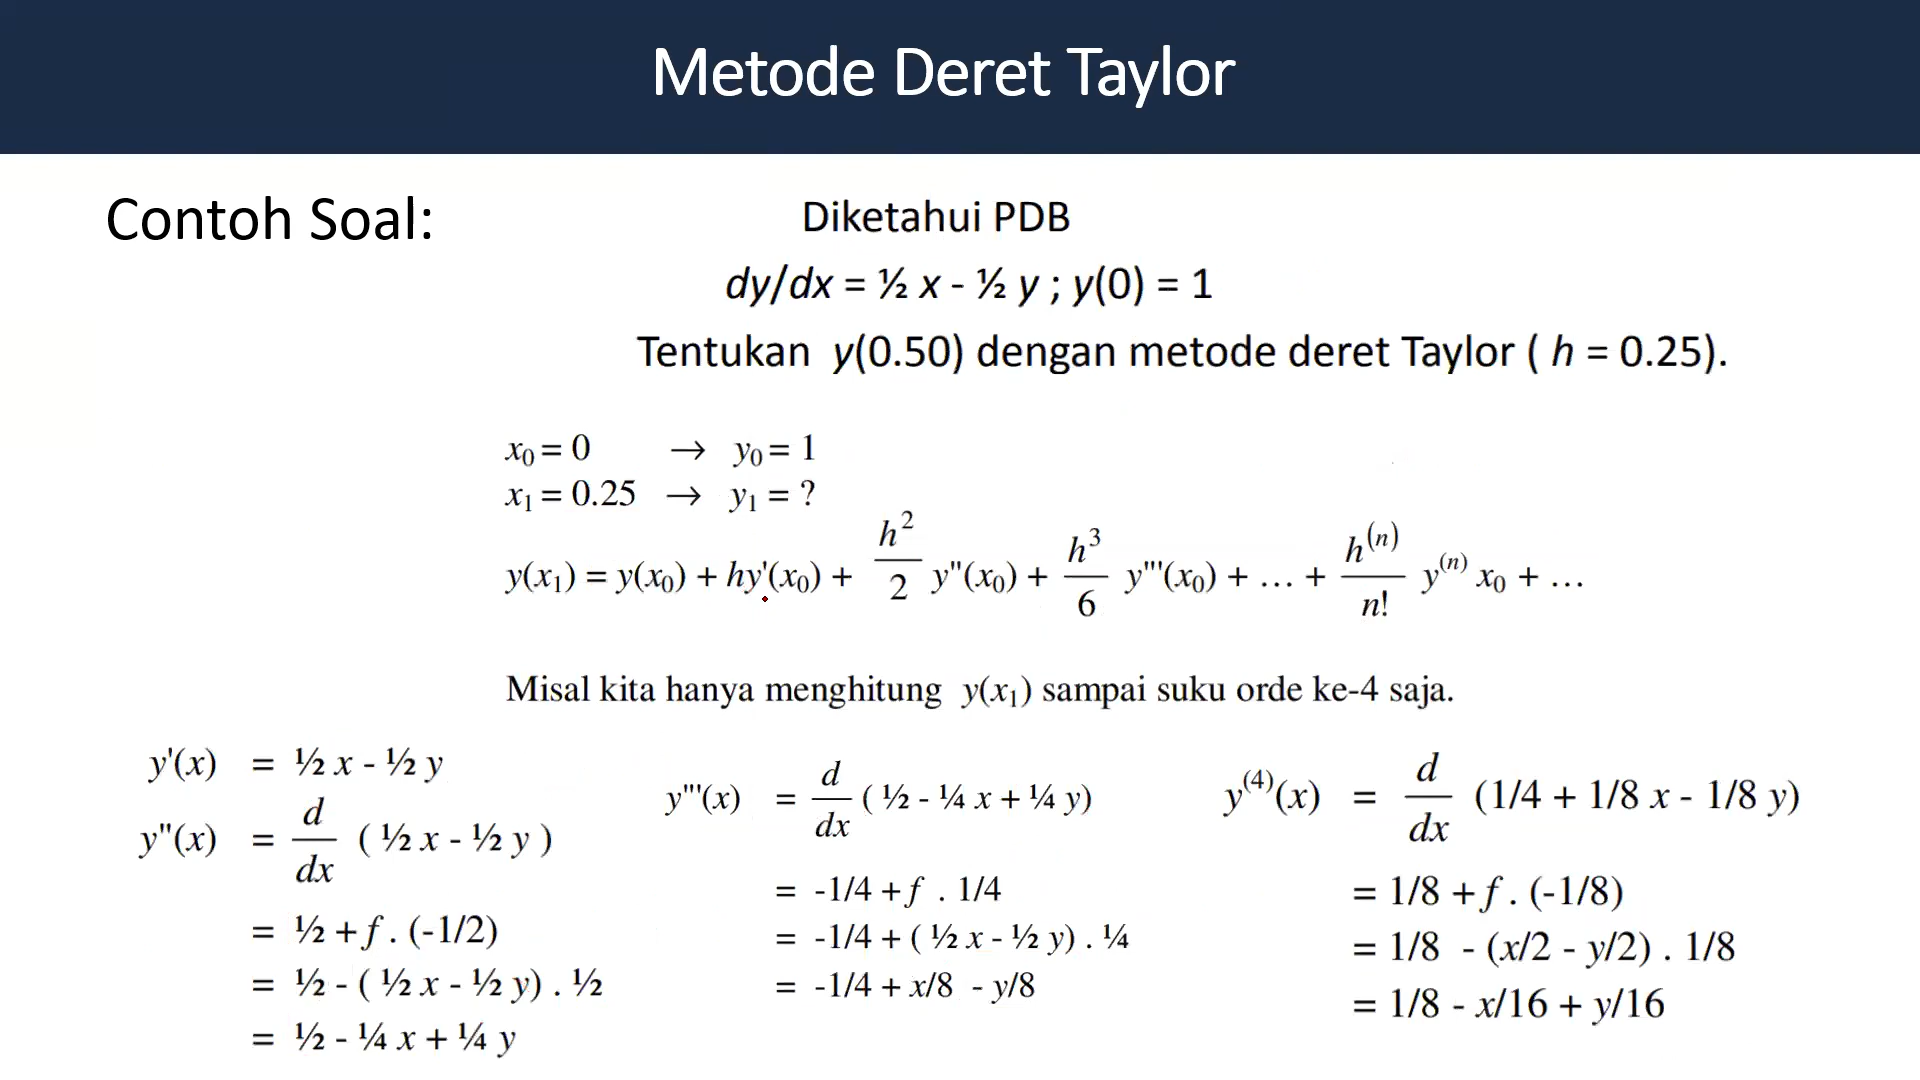 Metode Deret Taylor
Contoh Soal:
Diketahui PDB
dy/dx = ½ x - ½ y ; y(0) = 1
Tentukan y(0.50) dengan metode deret Taylor ( h = 0.25).
x₀ = 0 → y₀ = 1
x₁ = 0.25 → y₁ = ?
y(x₁) = y(x₀) + hy'(x₀) + h²/2 y"(x₀) + h³/6 y"'(x₀) + … + h⁽ⁿ⁾/n! y⁽ⁿ⁾ x₀ + …
Misal kita hanya menghitung y(x₁) sampai suku orde ke-4 saja.
y'(x) = ½ x - ½ y
y"(x) = d/dx ( ½ x - ½ y )
= ½ + f . (-1/2)
= ½ - ( ½ x - ½ y) . ½
= ½ - ¼ x + ¼ y
y"'(x) = d/dx ( ½ - ¼ x + ¼ y)
= -1/4 + f . 1/4
= -1/4 + ( ½ x - ½ y) . ¼
= -1/4 + x/8 - y/8
y⁽⁴⁾(x) = d/dx (1/4 + 1/8 x - 1/8 y)
= 1/8 + f . (-1/8)
= 1/8 - (x/2 - y/2) . 1/8
= 1/8 - x/16 + y/16